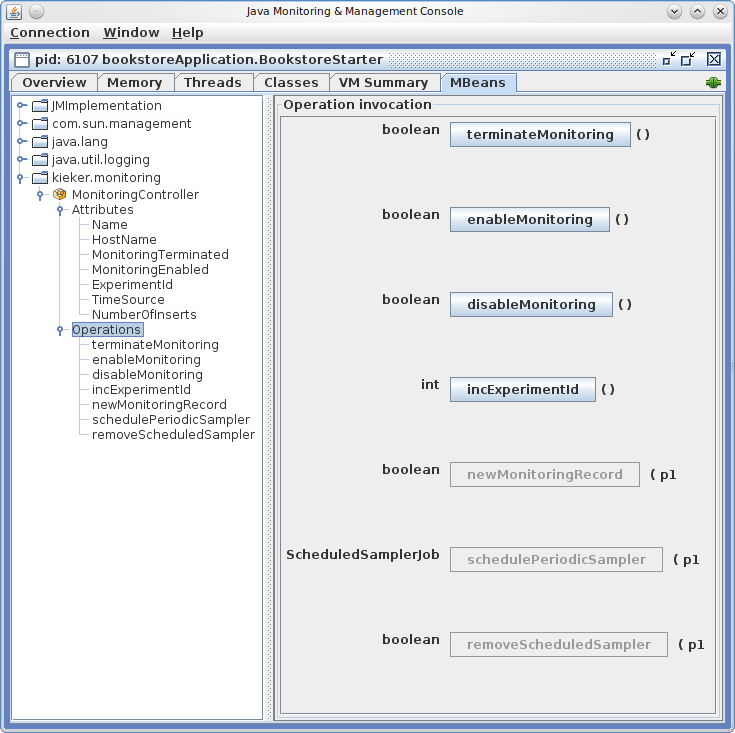 Java Monitoring & Management Console
Connection Window Help
pid: 6107 bookstoreApplication.BookstoreStarter
Overview Memory Threads Classes VM Summary MBeans
JMImplementation
com.sun.management
java.lang
java.util.logging
kieker.monitoring
MonitoringController
Attributes
Name
HostName
MonitoringTerminated
MonitoringEnabled
ExperimentId
TimeSource
NumberOfInserts
Operations
terminateMonitoring
enableMonitoring
disableMonitoring
incExperimentId
newMonitoringRecord
schedulePeriodicSampler
removeScheduledSampler
Operation invocation
boolean terminateMonitoring ( )
boolean enableMonitoring ( )
boolean disableMonitoring ( )
int incExperimentId ( )
boolean newMonitoringRecord ( p1
ScheduledSamplerJob schedulePeriodicSampler ( p1
boolean removeScheduledSampler ( p1